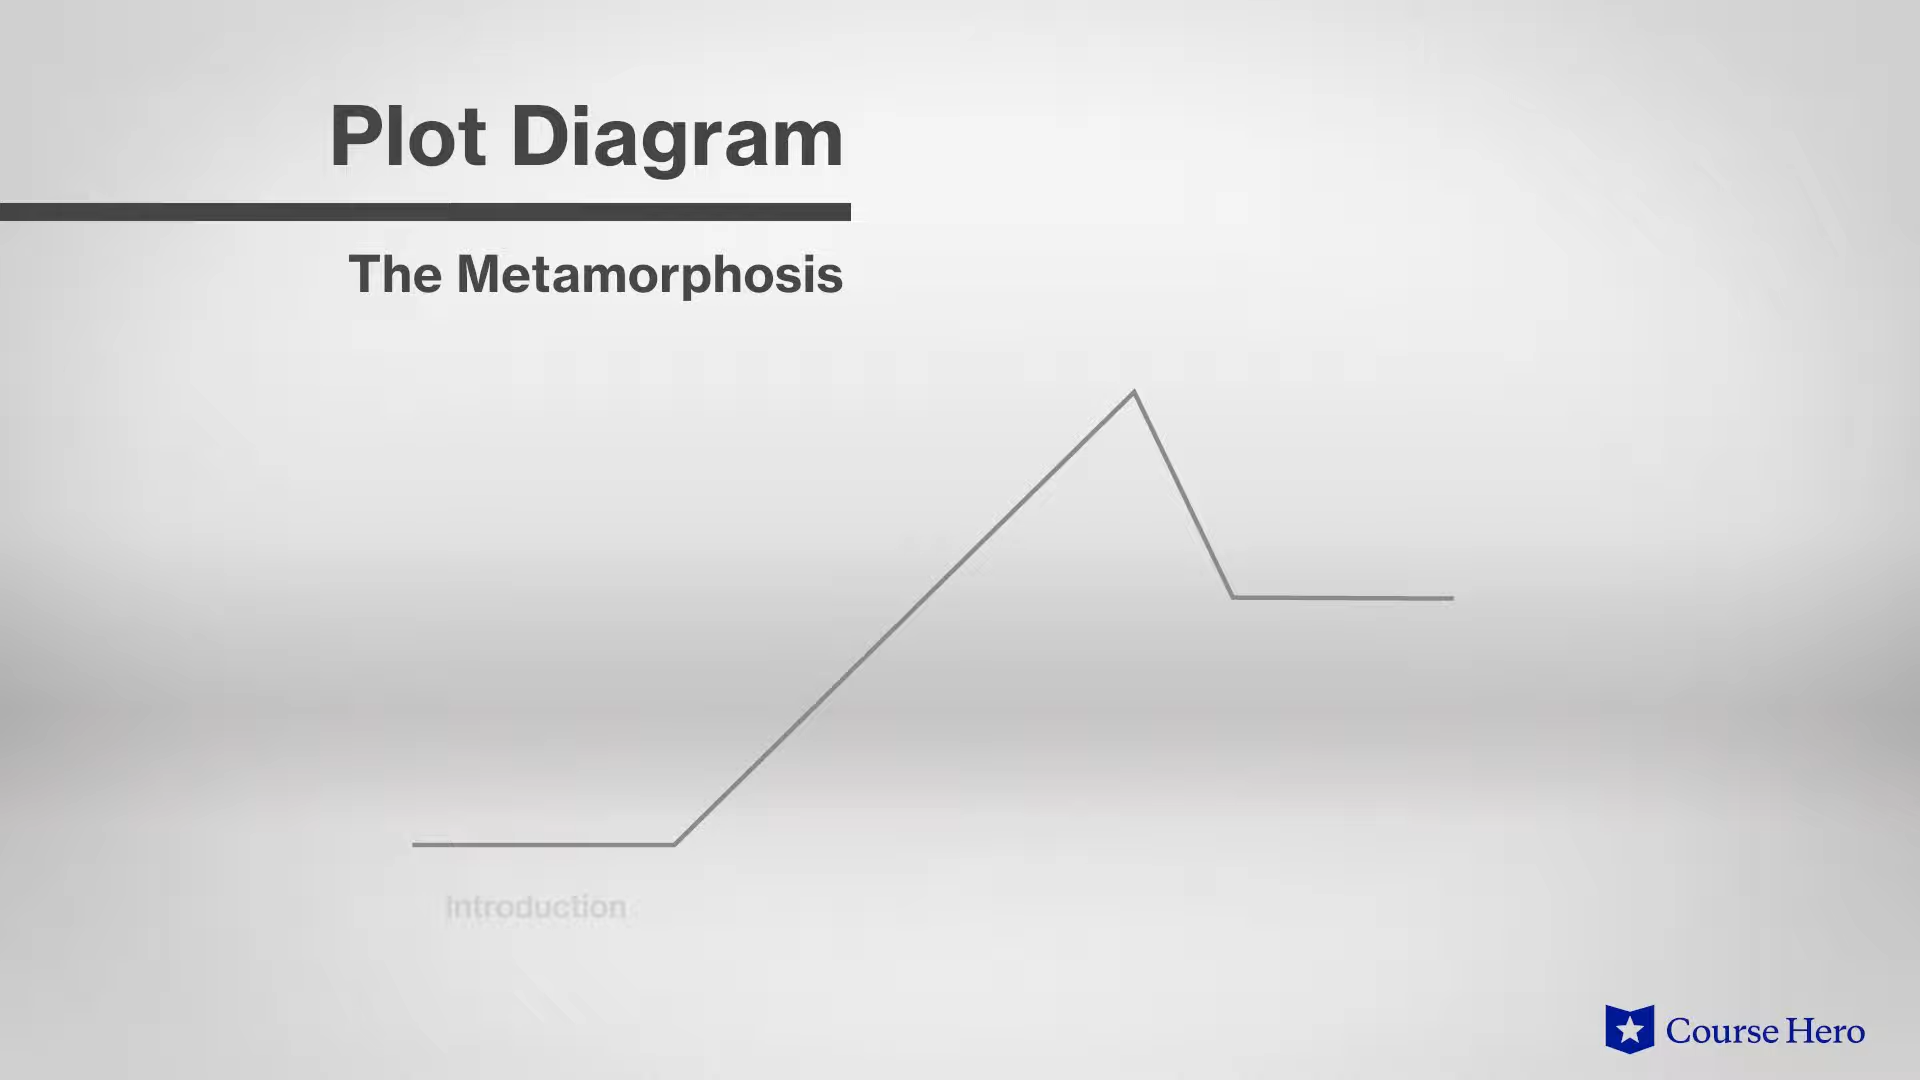 Plot Diagram
The Metamorphosis
Introduction
Course Hero